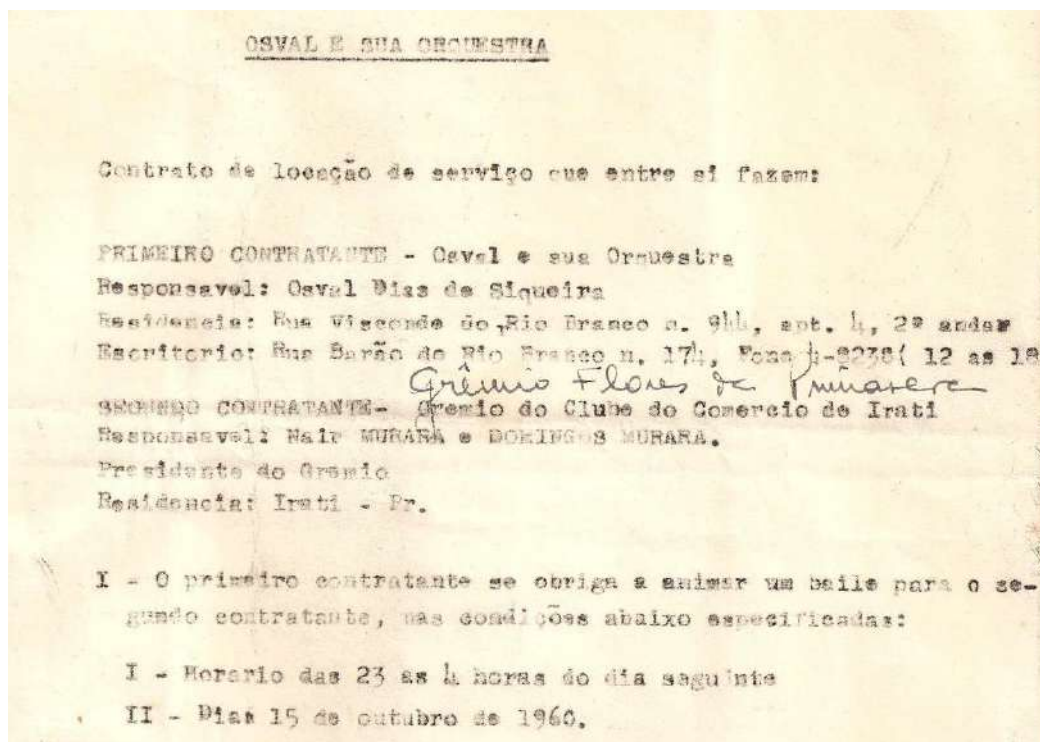 OSVAL E SUA ORQUESTRA
Contrato de locação de serviço que entre si fazem:
PRIMEIRO CONTRATANTE - Osval e sua Orquestra
Responsavel: Osval Dias de Siqueira
Residencia: Rua Visconde do Rio Branco n. 944, apt. 4, 2º andar
Escritorio: Rua Barão do Rio Branco n. 174, Fone 4-8238( 12 as 18
Grêmio Flores da
SEGUNDO CONTRATANTE- Gremio do Clube do Comercio de Irati
Responsavel: Nair MURARA e DOMINGOS MURARA.
Presidente do Gremio
Residencia: Irati - Pr.
I - O primeiro contratante se obriga a animar um baile para o se-
gundo contratante, nas condições abaixo especificadas:
I - Horario das 23 as 4 horas do dia seguinte
II - Dias 15 de outubro de 1960.